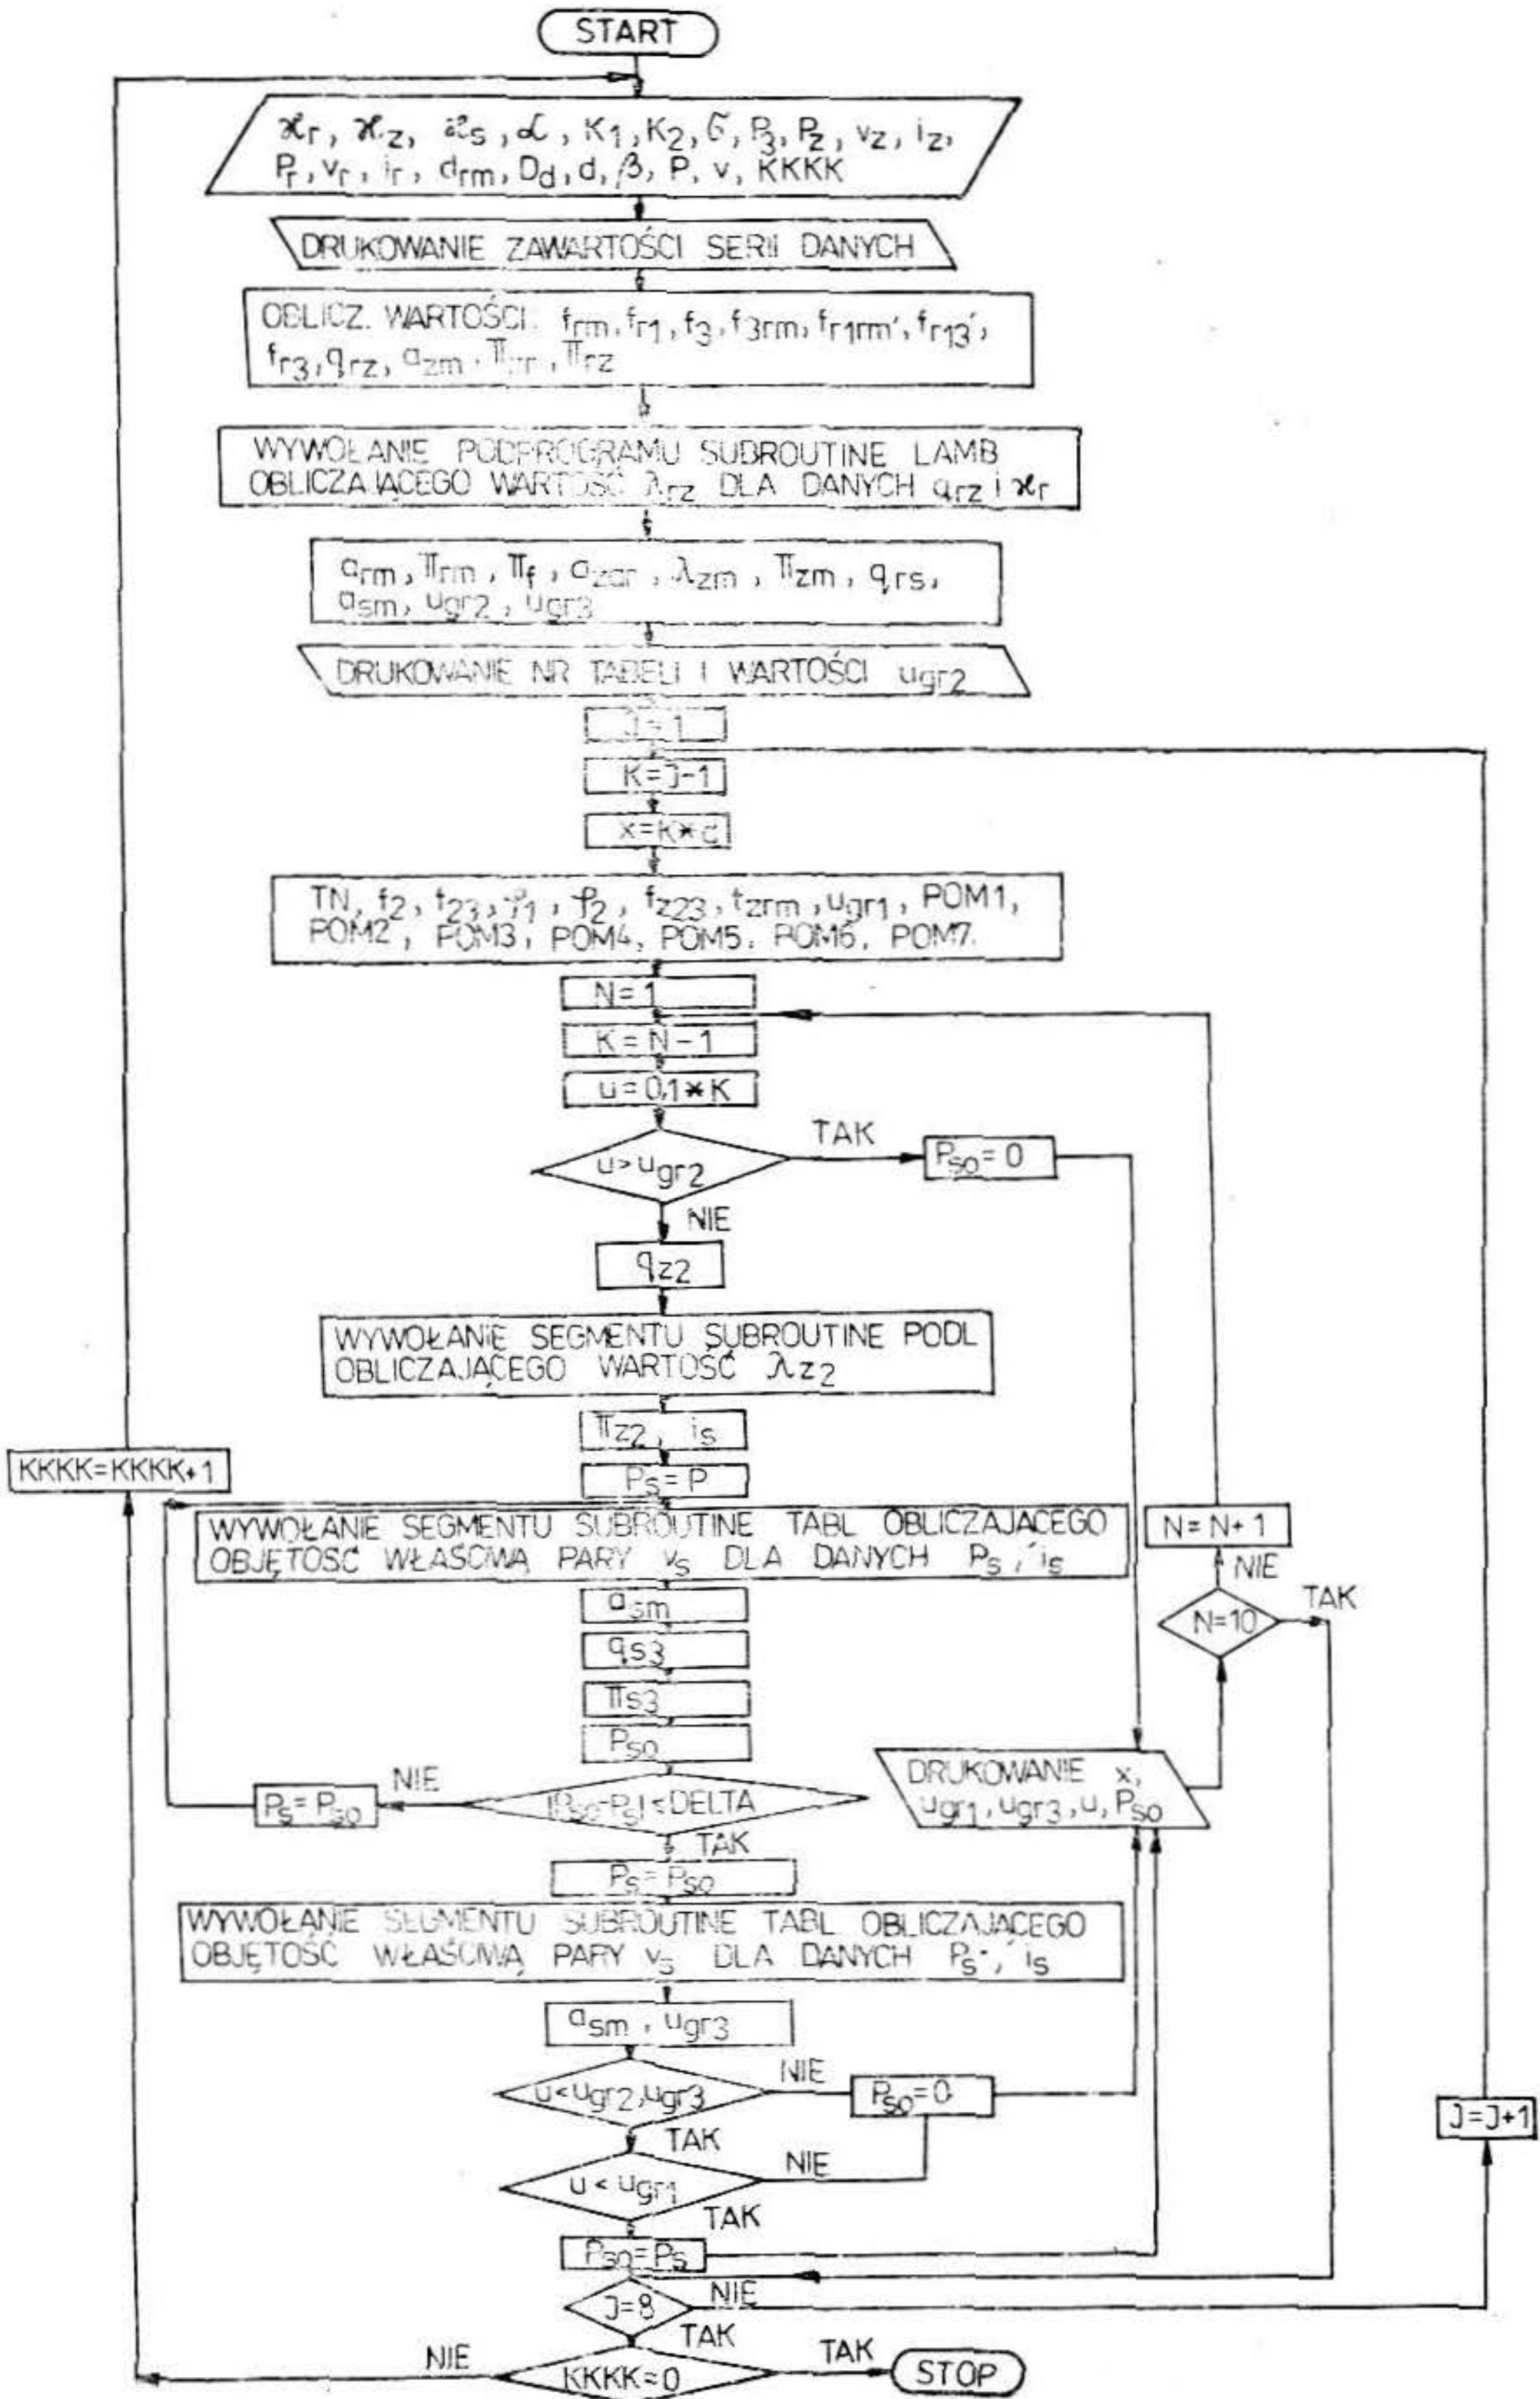 START
ϰr, ϰz, ϰs, α, K1, K2, σ, P3, Pz, vz, iz,
Pr, vr, ir, arm, Dd, d, β, P, v, KKKK
DRUKOWANIE ZAWARTOŚCI SERII DANYCH
OBLICZ. WARTOŚCI: frm, fr1, f3, f3rm, fr1rm', fr13',
fr3, qrz, azm, πrz
WYWOŁANIE PODPROGRAMU SUBROUTINE LAMB
OBLICZAJĄCEGO WARTOŚĆ λrz DLA DANYCH qrz i ϰr
arm, πrm, πf, λzm, πzm, qrs,
asm, ugr2, ugr3
DRUKOWANIE NR TABELI I WARTOŚCI ugr2
J=1
K=J-1
x=K*d
TN, f2, f23, φ1, φ2, fz23, fzrm, ugr1, POM1,
POM2, POM3, POM4, POM5, POM6, POM7.
N=1
K=N-1
u=0,1*K
u>ugr2
TAK
Pso=0
NIE
qz2
WYWOŁANIE SEGMENTU SUBROUTINE PODL
OBLICZAJĄCEGO WARTOŚĆ λz2
πz2, is
Ps=P
KKKK=KKKK+1
WYWOŁANIE SEGMENTU SUBROUTINE TABL OBLICZAJĄCEGO
OBJĘTOŚĆ WŁAŚCIWĄ PARY vs DLA DANYCH Ps, is
N=N+1
NIE
asm
N=10
TAK
qs3
πs3
Pso
DRUKOWANIE x,
ugr1, ugr3, u, Pso
|Pso-Ps|<DELTA
NIE
Ps=Pso
TAK
Ps=Pso
WYWOŁANIE SEGMENTU SUBROUTINE TABL OBLICZAJĄCEGO
OBJĘTOŚĆ WŁAŚCIWĄ PARY vs DLA DANYCH Ps, is
asm, ugr3
u<ugr2,ugr3
NIE
Pso=0
J=J+1
TAK
u<ugr1
NIE
TAK
Pso=Ps
J=8
NIE
TAK
NIE
KKKK=0
TAK
STOP